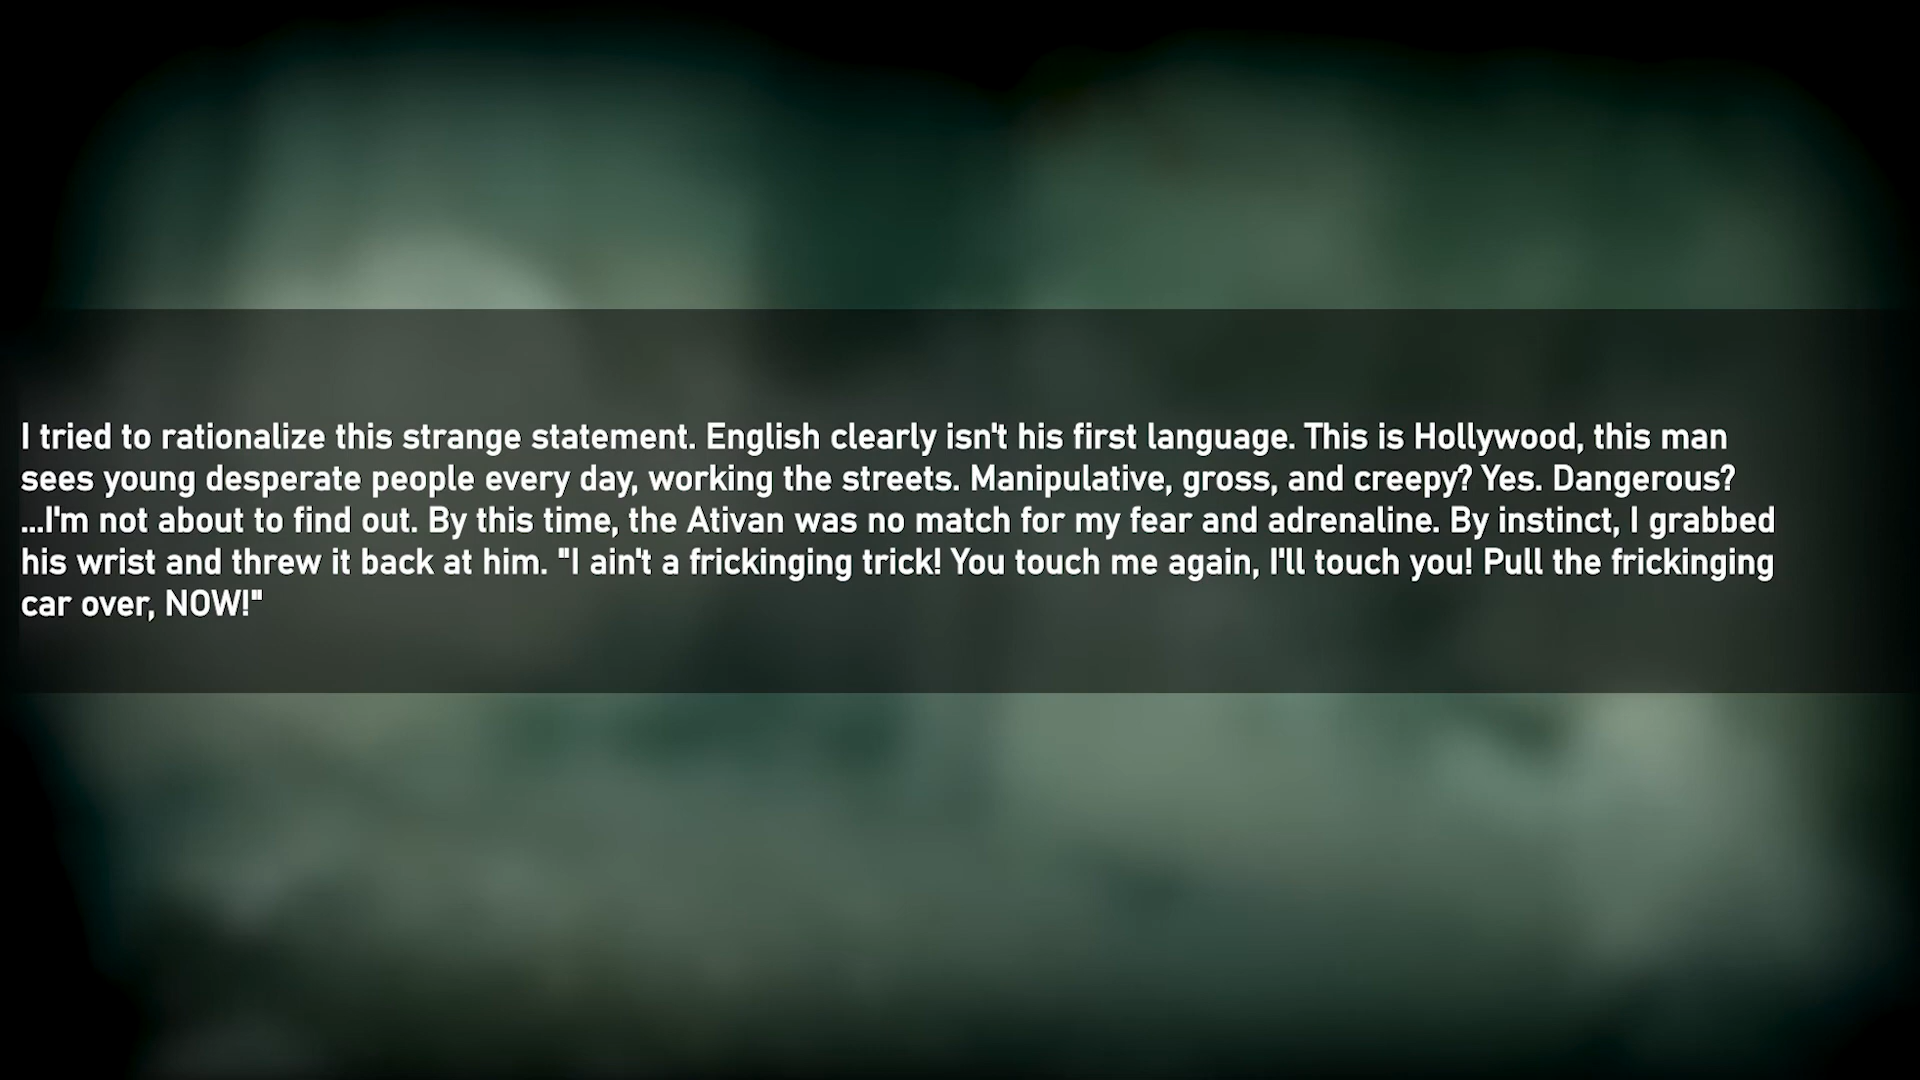 I tried to rationalize this strange statement. English clearly isn't his first language. This is Hollywood, this man
sees young desperate people every day, working the streets. Manipulative, gross, and creepy? Yes. Dangerous?
...I'm not about to find out. By this time, the Ativan was no match for my fear and adrenaline. By instinct, I grabbed
his wrist and threw it back at him. "I ain't a frickinging trick! You touch me again, I'll touch you! Pull the frickinging
car over, NOW!"